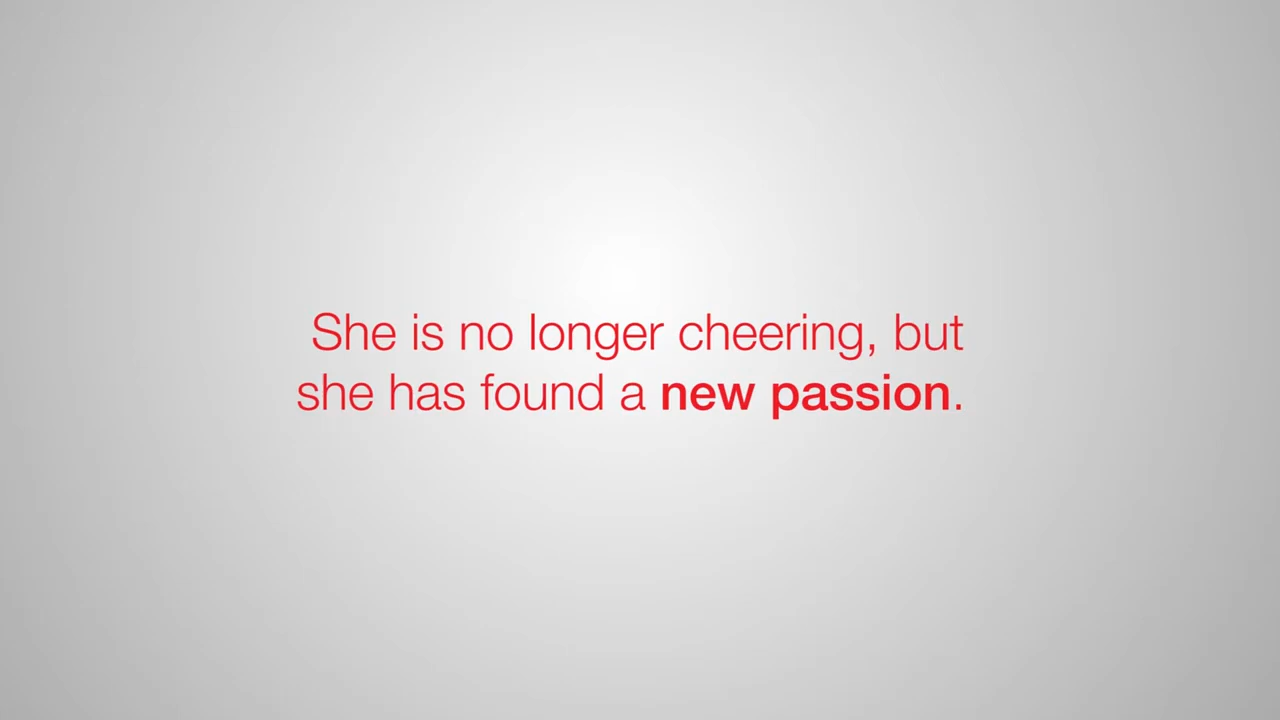 She is no longer cheering, but
she has found a new passion.